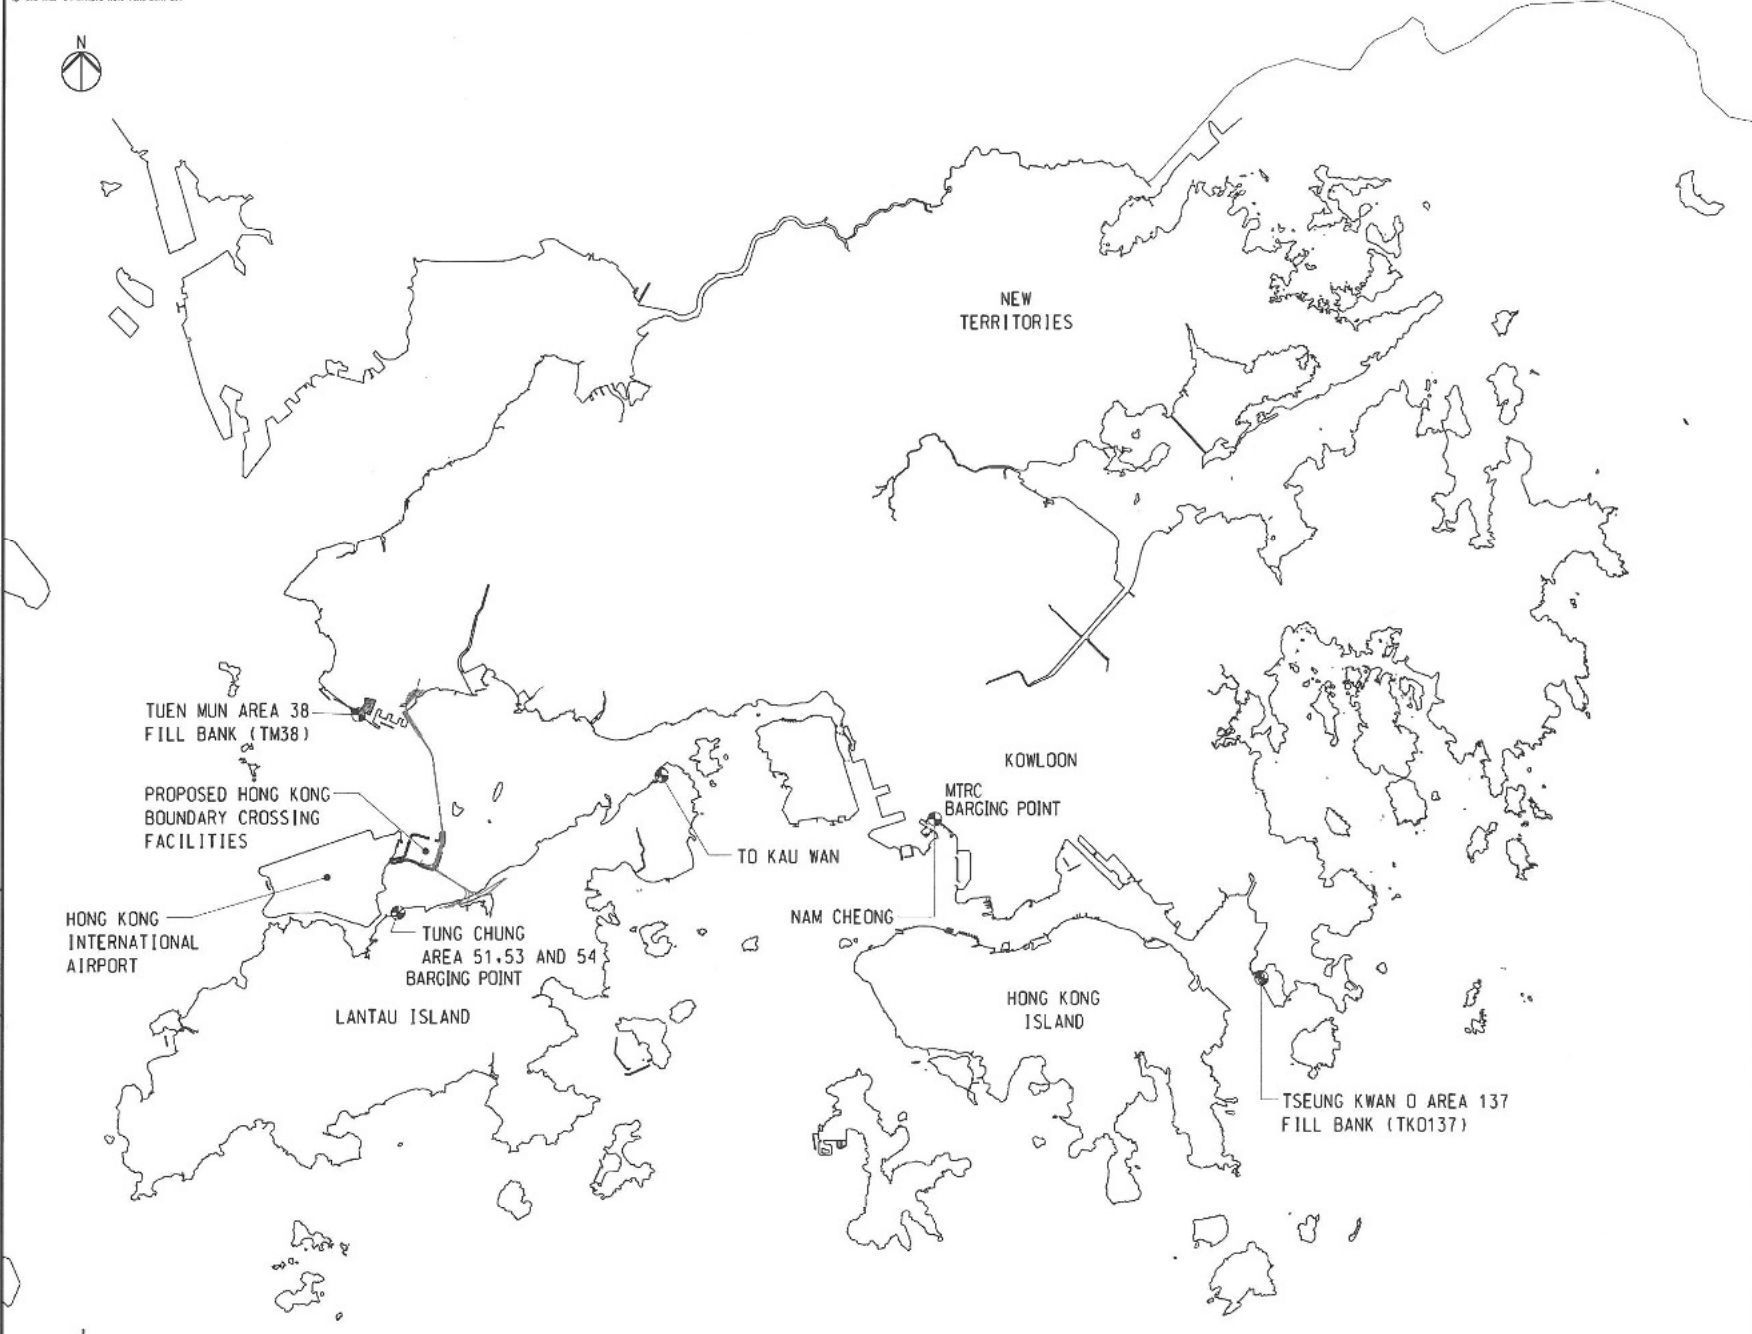 N
NEW
TERRITORIES
TUEN MUN AREA 38
FILL BANK (TM38)
KOWLOON
PROPOSED HONG KONG
BOUNDARY CROSSING
FACILITIES
MTRC
BARGING POINT
TO KAU WAN
HONG KONG
INTERNATIONAL
AIRPORT
NAM CHEONG
TUNG CHUNG
AREA 51.53 AND 54
BARGING POINT
LANTAU ISLAND
HONG KONG
ISLAND
TSEUNG KWAN O AREA 137
FILL BANK (TKO137)